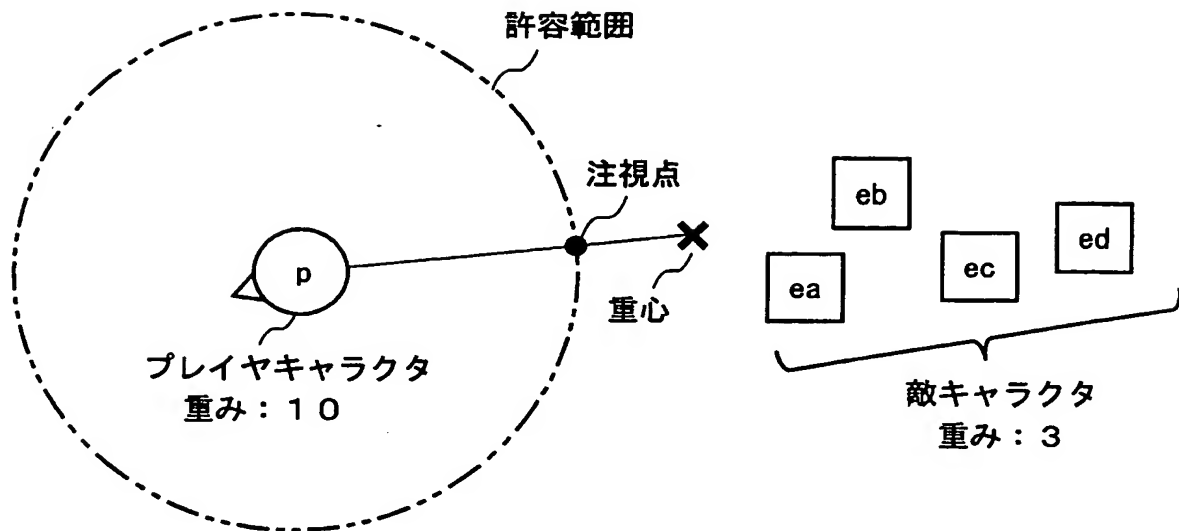 許容範囲
注視点
eb
ed
p
ec
ea
重心
プレイヤキャラクタ
重み：１０
敵キャラクタ
重み：３